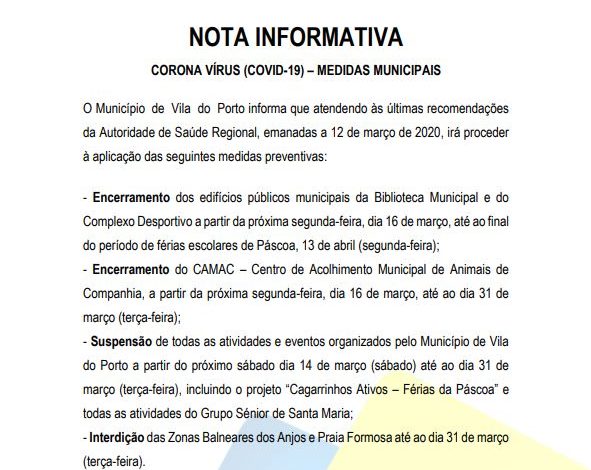 NOTA INFORMATIVA
CORONA VÍRUS (COVID-19) – MEDIDAS MUNICIPAIS
O Município de Vila do Porto informa que atendendo às últimas recomendações
da Autoridade de Saúde Regional, emanadas a 12 de março de 2020, irá proceder
à aplicação das seguintes medidas preventivas:
- Encerramento dos edifícios públicos municipais da Biblioteca Municipal e do
Complexo Desportivo a partir da próxima segunda-feira, dia 16 de março, até ao final
do período de férias escolares de Páscoa, 13 de abril (segunda-feira);
- Encerramento do CAMAC – Centro de Acolhimento Municipal de Animais de
Companhia, a partir da próxima segunda-feira, dia 16 de março, até ao dia 31 de
março (terça-feira);
- Suspensão de todas as atividades e eventos organizados pelo Município de Vila
do Porto a partir do próximo sábado dia 14 de março (sábado) até ao dia 31 de
março (terça-feira), incluindo o projeto “Cagarrinhos Ativos – Férias da Páscoa” e
todas as atividades do Grupo Sénior de Santa Maria;
- Interdição das Zonas Balneares dos Anjos e Praia Formosa até ao dia 31 de março
(terça-feira).